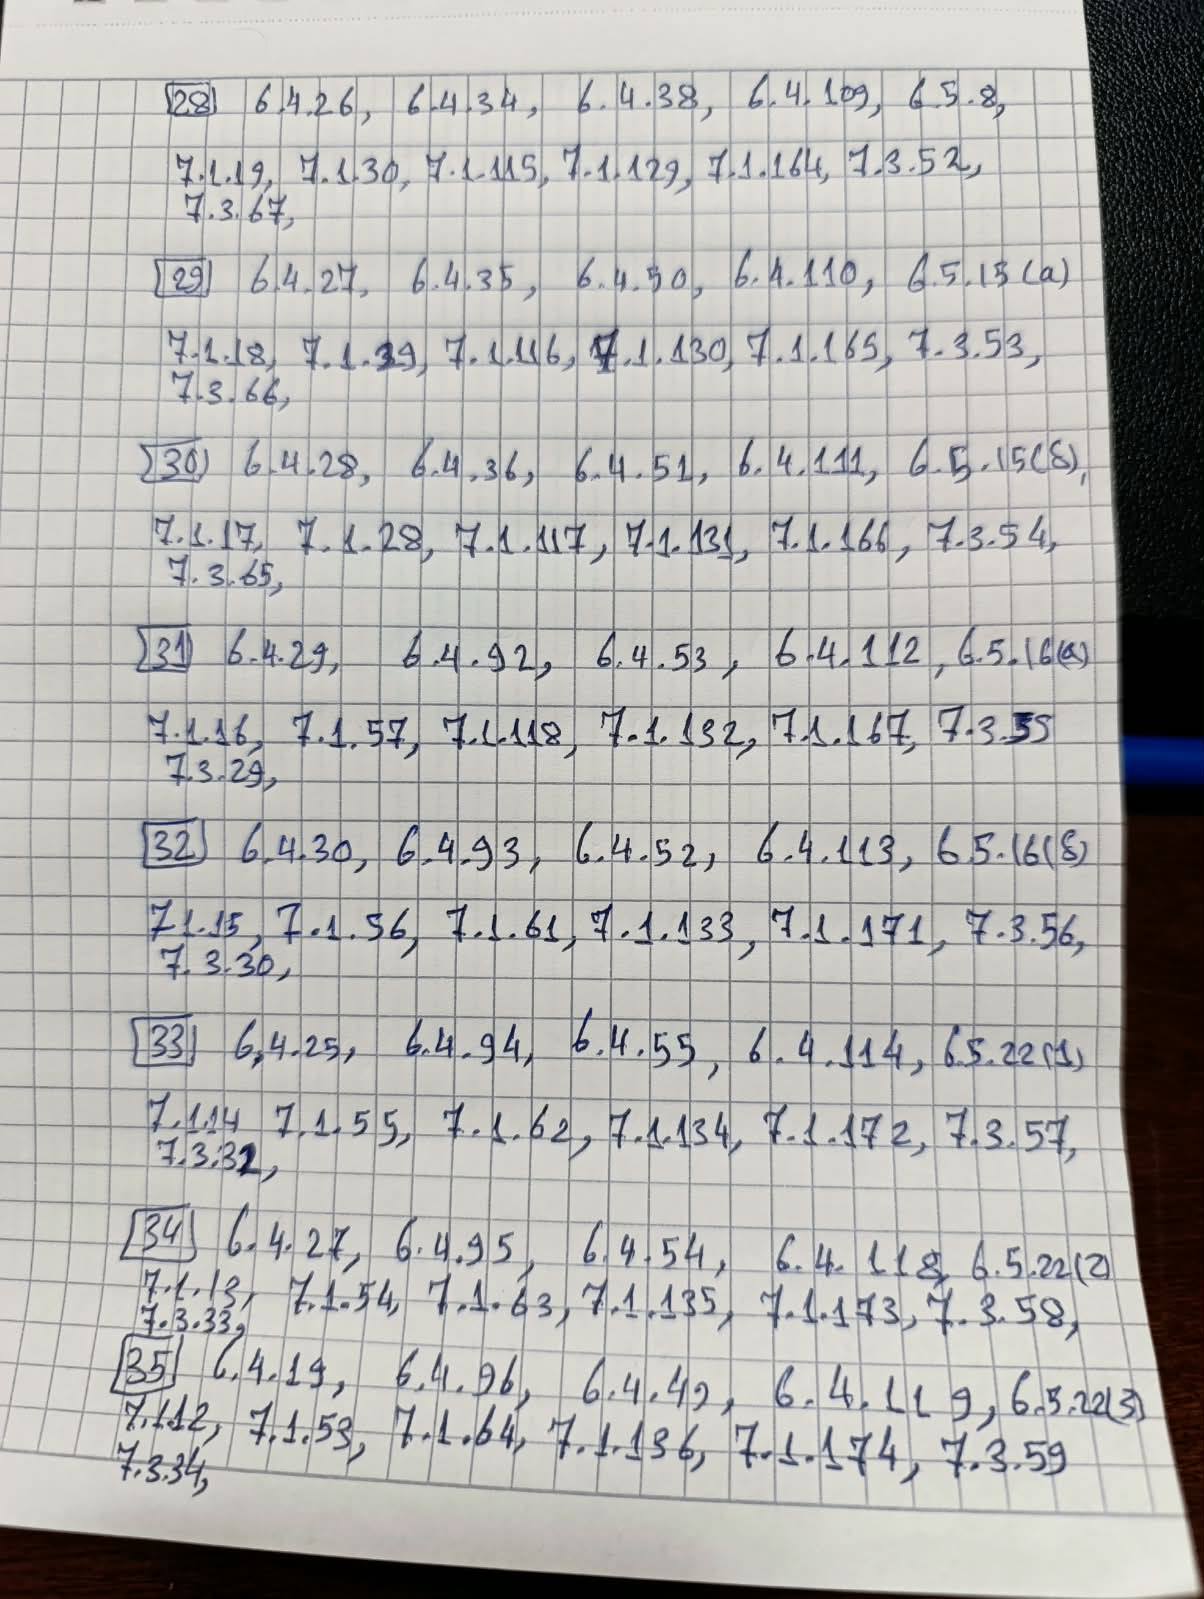 28 6.4.26, 6.4.34, 6.4.38, 6.4.109, 6.5.8,
7.1.19, 7.1.30, 7.1.115, 7.1.129, 7.1.164, 7.3.52,
7.3.67,
29 6.4.27, 6.4.35, 6.4.50, 6.4.110, 6.5.15(а)
7.1.18, 7.1.29, 7.1.116, 7.1.130, 7.1.165, 7.3.53,
7.3.66,
30 6.4.28, 6.4.36, 6.4.51, 6.4.111, 6.5.15(б),
7.1.17, 7.1.28, 7.1.117, 7.1.131, 7.1.166, 7.3.54,
7.3.65,
31 6.4.29, 6.4.92, 6.4.53, 6.4.112, 6.5.16(а)
7.1.16, 7.1.57, 7.1.118, 7.1.132, 7.1.167, 7.3.55
7.3.29,
32 6.4.30, 6.4.93, 6.4.52, 6.4.113, 6.5.16(б)
7.1.15, 7.1.56, 7.1.61, 7.1.133, 7.1.171, 7.3.56,
7.3.30,
33 6.4.25, 6.4.94, 6.4.55, 6.4.114, 6.5.22(1)
7.1.14 7.1.55, 7.1.62, 7.1.134, 7.1.172, 7.3.57,
7.3.32,
34 6.4.27, 6.4.95, 6.4.54, 6.4.118, 6.5.22(2)
7.1.13, 7.1.54, 7.1.63, 7.1.135, 7.1.173, 7.3.58,
7.3.33,
35 6.4.19, 6.4.96, 6.4.49, 6.4.119, 6.5.22(3)
7.1.12, 7.1.53, 7.1.64, 7.1.136, 7.1.174, 7.3.59
7.3.34,